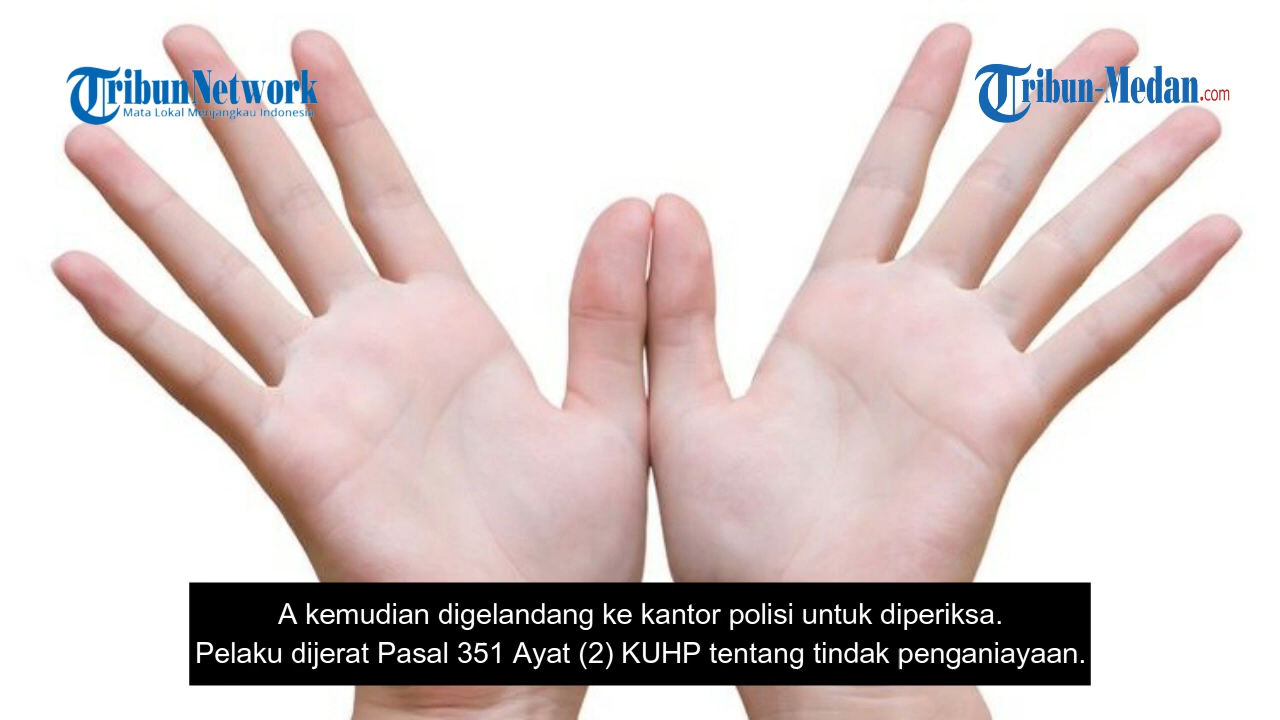 TribunNetwork
Mata Lokal Menjangkau Indonesia
Tribun-Medan.com
A kemudian digelandang ke kantor polisi untuk diperiksa.
Pelaku dijerat Pasal 351 Ayat (2) KUHP tentang tindak penganiayaan.